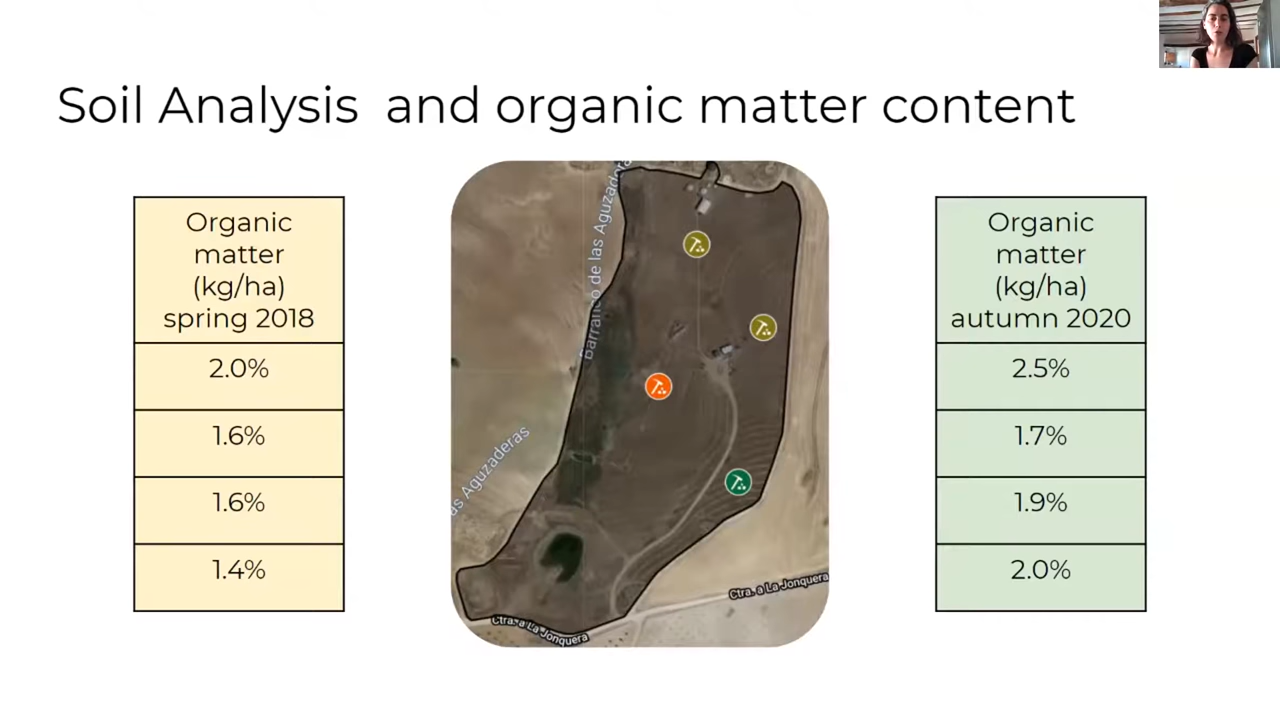 Soil Analysis and organic matter content
Organic
matter
(kg/ha)
spring 2018
2.0%
1.6%
1.6%
1.4%
Barranco de las Aguzadera
as Aguzaderas
Ctra. a La Jonquera
Ctra. a La Jonquera
Organic
matter
(kg/ha)
autumn 2020
2.5%
1.7%
1.9%
2.0%